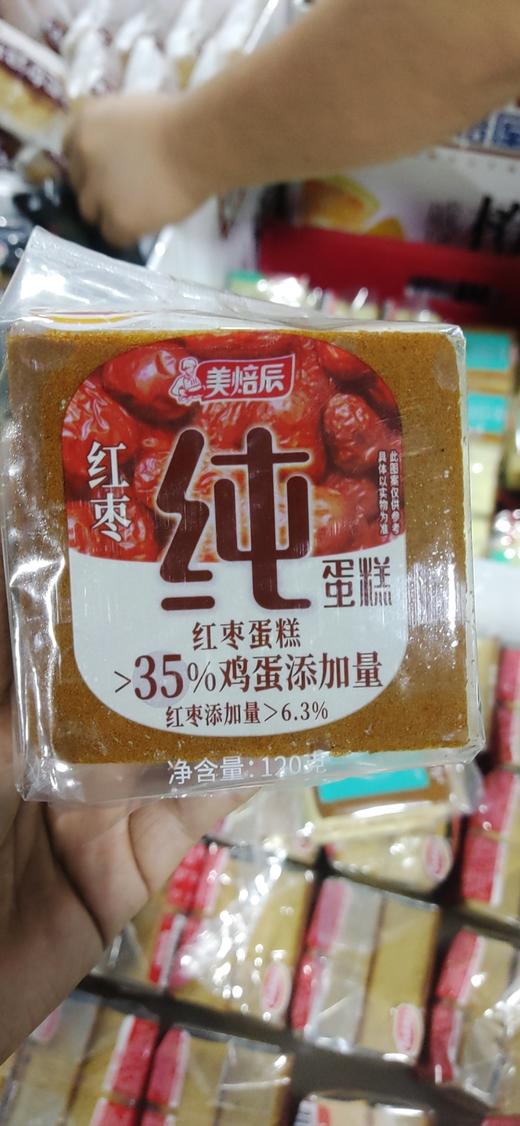 美焙辰
红枣
纯
蛋糕
此图案仅供参考
具体以实物为准
红枣蛋糕
>35%鸡蛋添加量
红枣添加量>6.3%
净含量:120克